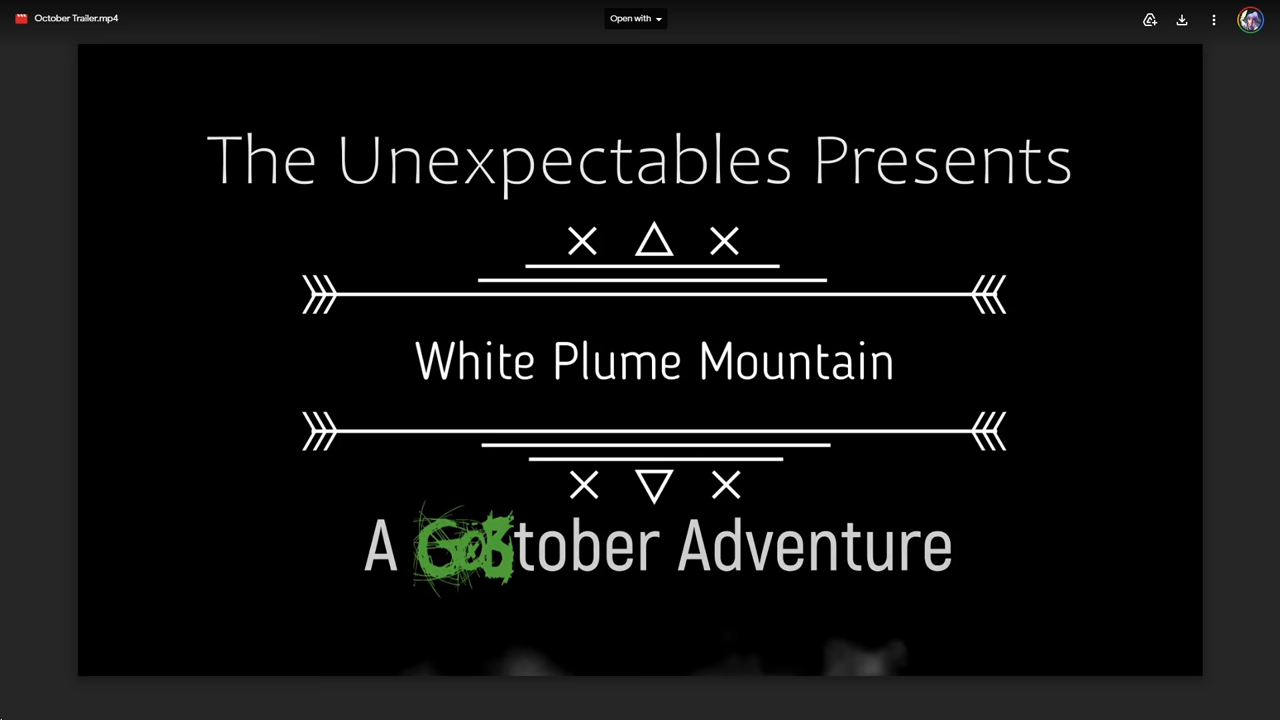 October Trailer.mp4
Open with
The Unexpectables Presents
White Plume Mountain
A GoBtober Adventure